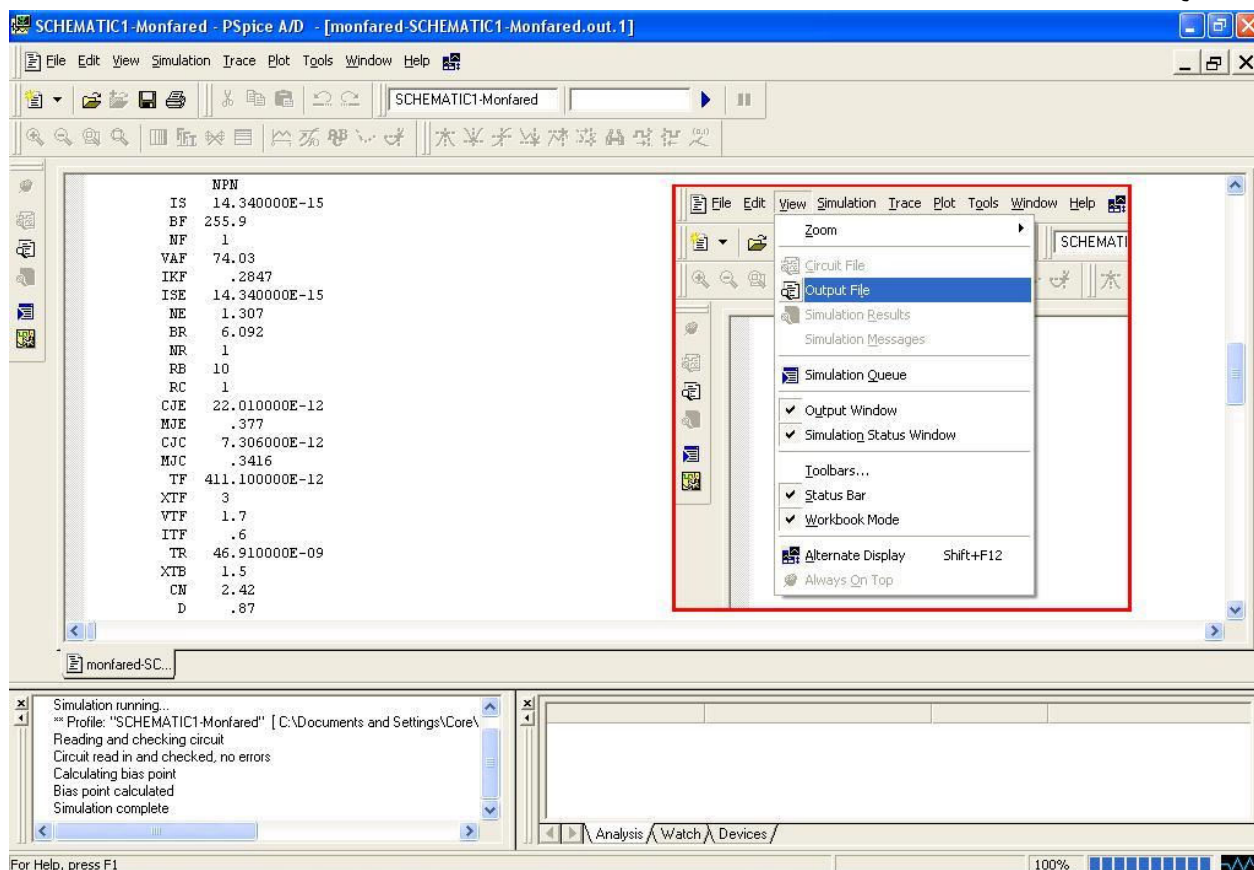 SCHEMATIC1-Monfared - PSpice A/D - [monfared-SCHEMATIC1-Monfared.out.1]
File Edit View Simulation Trace Plot Tools Window Help
SCHEMATIC1-Monfared
NPN
IS 14.340000E-15
BF 255.9
NF 1
VAF 74.03
IKF .2847
ISE 14.340000E-15
NE 1.307
BR 6.092
NR 1
RB 10
RC 1
CJE 22.010000E-12
MJE .377
CJC 7.306000E-12
MJC .3416
TF 411.100000E-12
XTF 3
VTF 1.7
ITF .6
TR 46.910000E-09
XTB 1.5
CN 2.42
D .87
File Edit View Simulation Trace Plot Tools Window Help
SCHEMATI
Zoom
Circuit File
Output File
Simulation Results
Simulation Messages
Simulation Queue
Output Window
Simulation Status Window
Toolbars...
Status Bar
Workbook Mode
Alternate Display Shift+F12
Always On Top
monfared-SC...
Simulation running...
** Profile: "SCHEMATIC1-Monfared" [ C:\Documents and Settings\Core\
Reading and checking circuit
Circuit read in and checked, no errors
Calculating bias point
Bias point calculated
Simulation complete
Analysis Watch Devices
For Help, press F1
100%